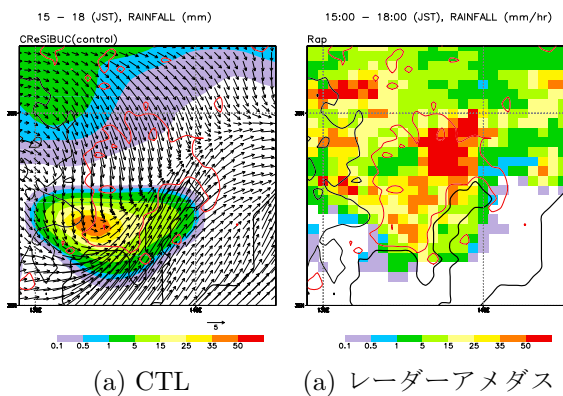 15 – 18 (JST), RAINFALL (mm)
CReSiBUC(control)
5
0.1 0.5 1 5 15 25 35 50
(a) CTL
15:00 – 18:00 (JST), RAINFALL (mm/hr)
Rap
0.1 0.5 1 5 15 25 35 50
(a) レーダーアメダス